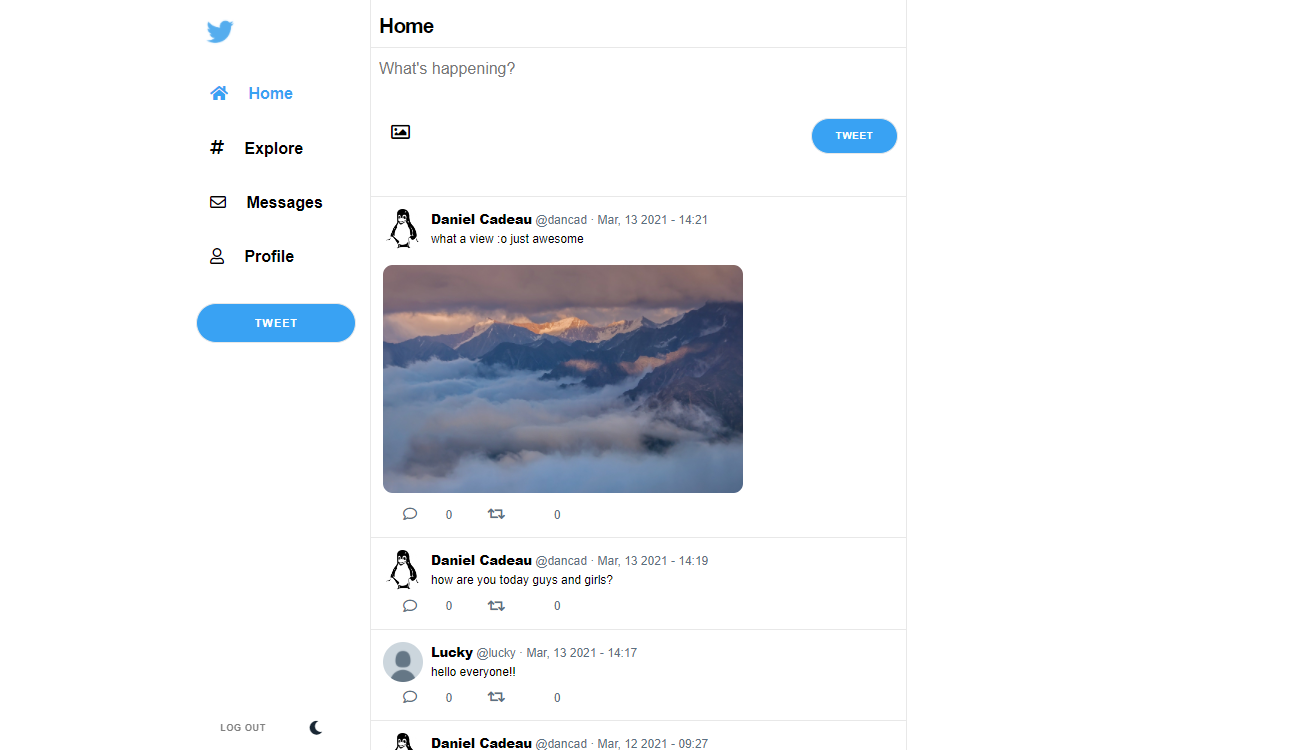 Home
Explore
Messages
Profile
TWEET
LOG OUT
Home
What's happening?
TWEET
Daniel Cadeau @dancad · Mar, 13 2021 - 14:21
what a view :o just awesome
0 0
Daniel Cadeau @dancad · Mar, 13 2021 - 14:19
how are you today guys and girls?
0 0
Lucky @lucky · Mar, 13 2021 - 14:17
hello everyone!!
0 0
Daniel Cadeau @dancad · Mar, 12 2021 - 09:27